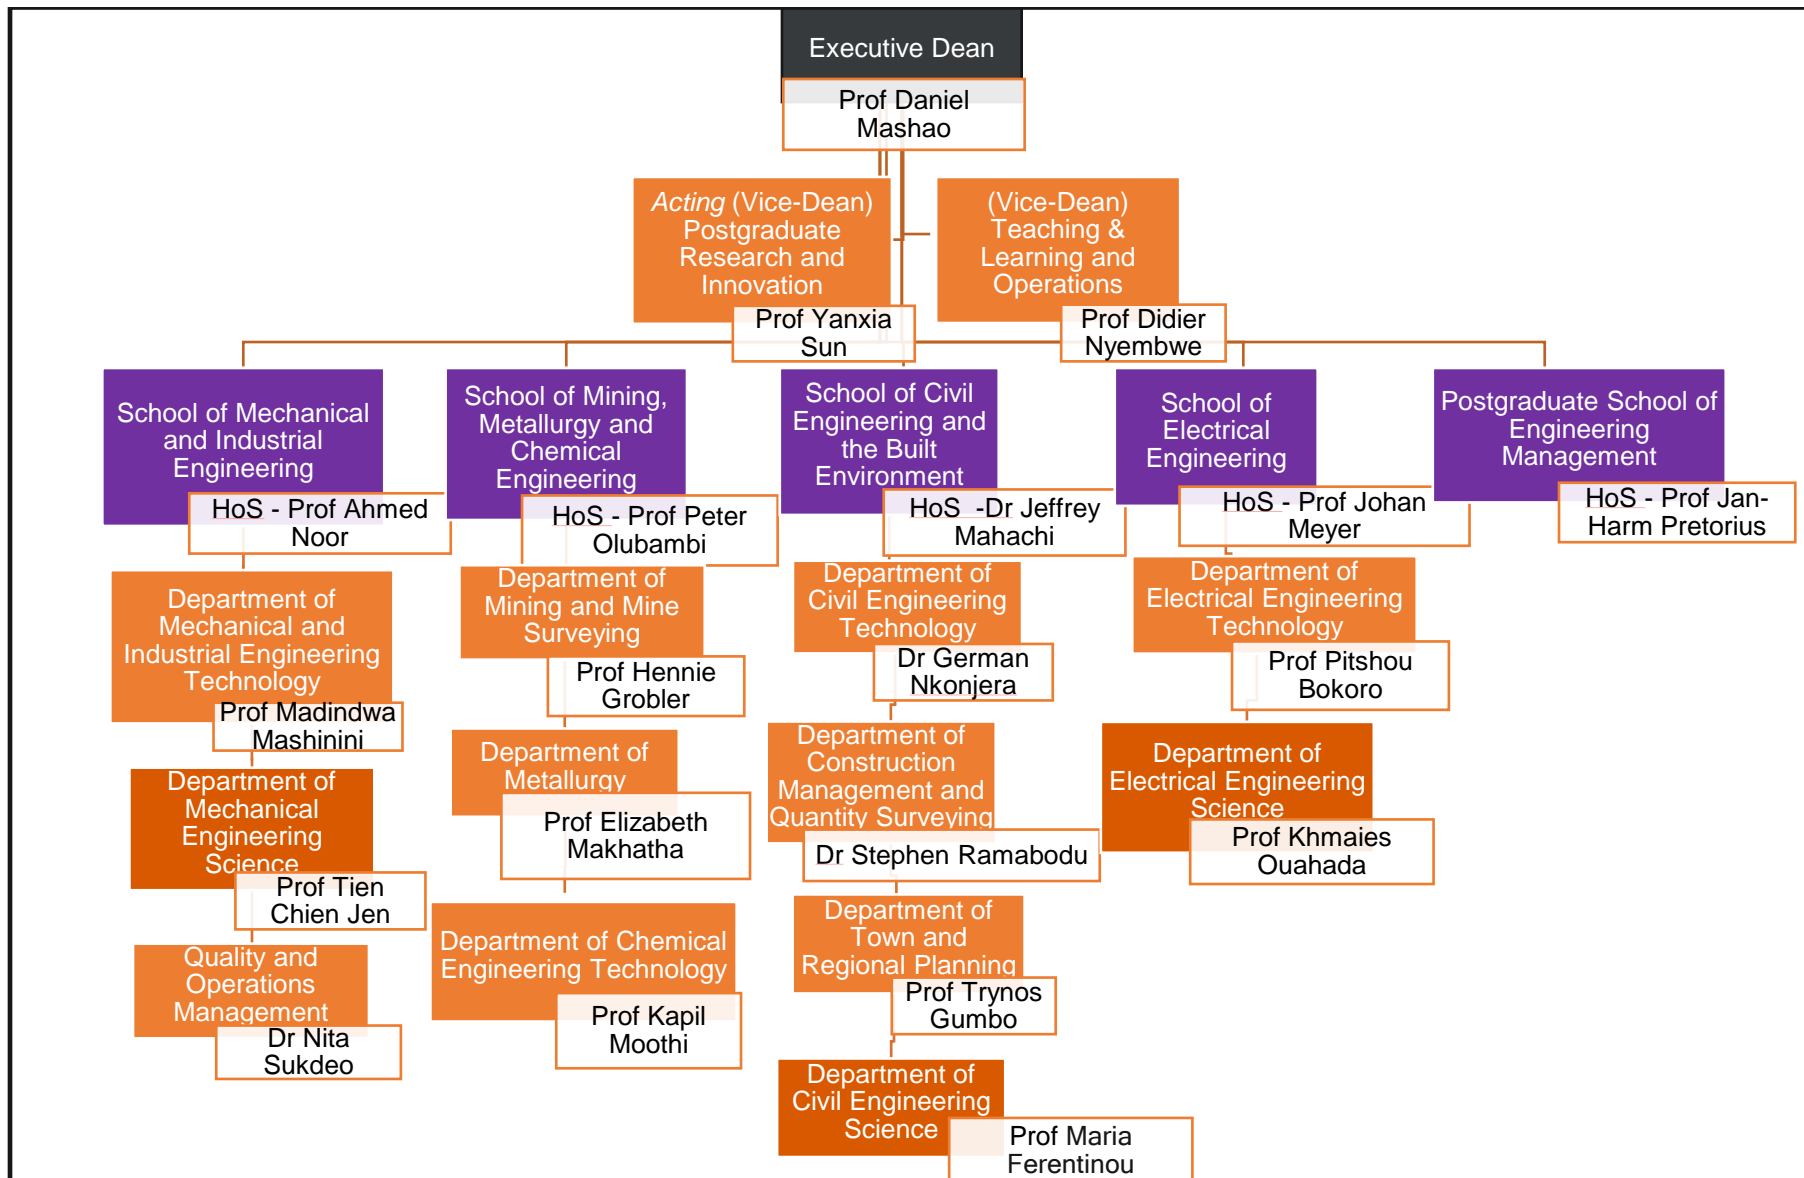 Executive Dean
Prof Daniel
Mashao
Acting (Vice-Dean)
Postgraduate
Research and
Innovation
Prof Yanxia
Sun
(Vice-Dean)
Teaching &
Learning and
Operations
Prof Didier
Nyembwe
School of Mechanical
and Industrial
Engineering
HoS - Prof Ahmed
Noor
Department of
Mechanical and
Industrial Engineering
Technology
Prof Madindwa
Mashinini
Department of
Mechanical
Engineering
Science
Prof Tien
Chien Jen
Quality and
Operations
Management
Dr Nita
Sukdeo
School of Mining,
Metallurgy and
Chemical
Engineering
HoS - Prof Peter
Olubambi
Department of
Mining and Mine
Surveying
Prof Hennie
Grobler
Department of
Metallurgy
Prof Elizabeth
Makhatha
Department of Chemical
Engineering Technology
Prof Kapil
Moothi
School of Civil
Engineering and
the Built
Environment
HoS -Dr Jeffrey
Mahachi
Department of
Civil Engineering
Technology
Dr German
Nkonjera
Department of
Construction
Management and
Quantity Surveying
Dr Stephen Ramabodu
Department of
Town and
Regional Planning
Prof Trynos
Gumbo
Department of
Civil Engineering
Science
Prof Maria
Ferentinou
School of
Electrical
Engineering
HoS - Prof Johan
Meyer
Department of
Electrical Engineering
Technology
Prof Pitshou
Bokoro
Department of
Electrical Engineering
Science
Prof Khmaies
Ouahada
Postgraduate School of
Engineering
Management
HoS - Prof Jan-
Harm Pretorius